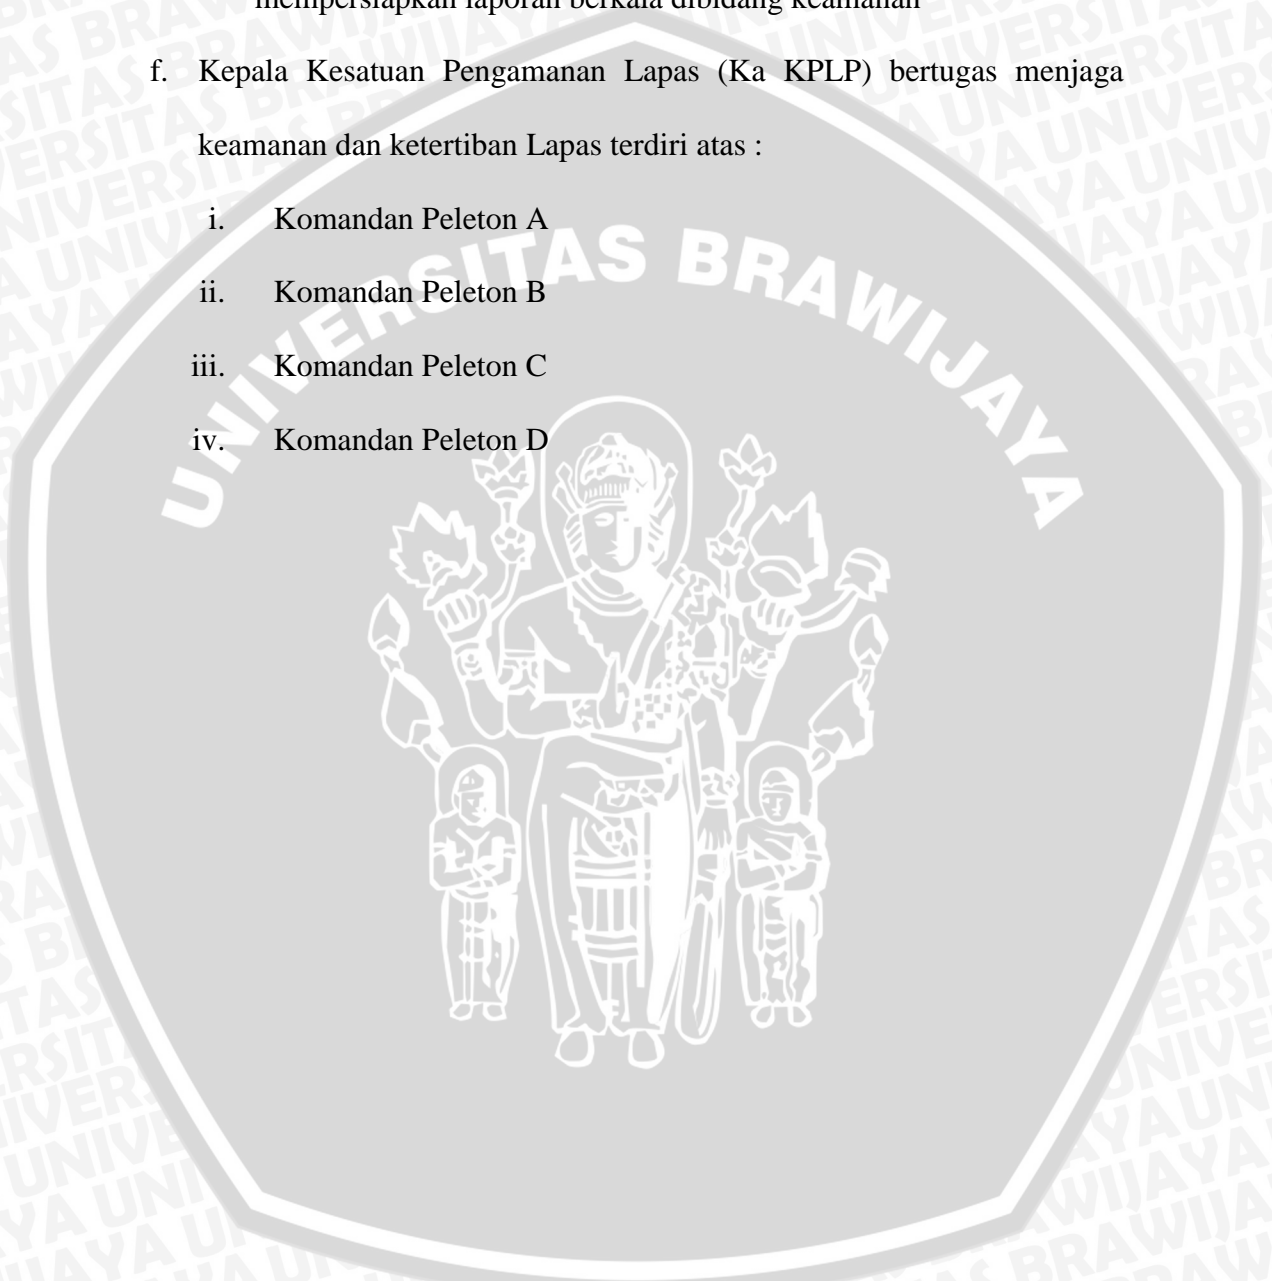 mempersiapkan laporan berkala dibidang keamanan
f. Kepala Kesatuan Pengamanan Lapas (Ka KPLP) bertugas menjaga
keamanan dan ketertiban Lapas terdiri atas :
i. Komandan Peleton A
ii. Komandan Peleton B
iii. Komandan Peleton C
iv. Komandan Peleton D
UNIVERSITAS BRAWIJAYA